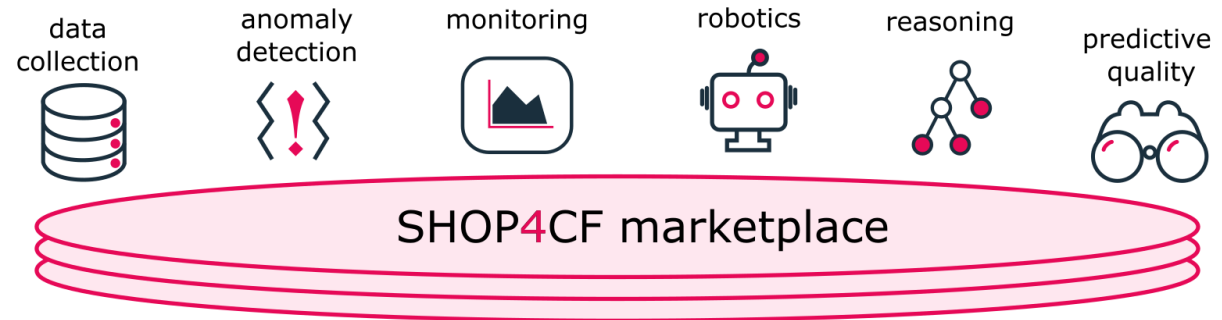 data
collection
anomaly
detection
monitoring
robotics
reasoning
predictive
quality
SHOP4CF marketplace